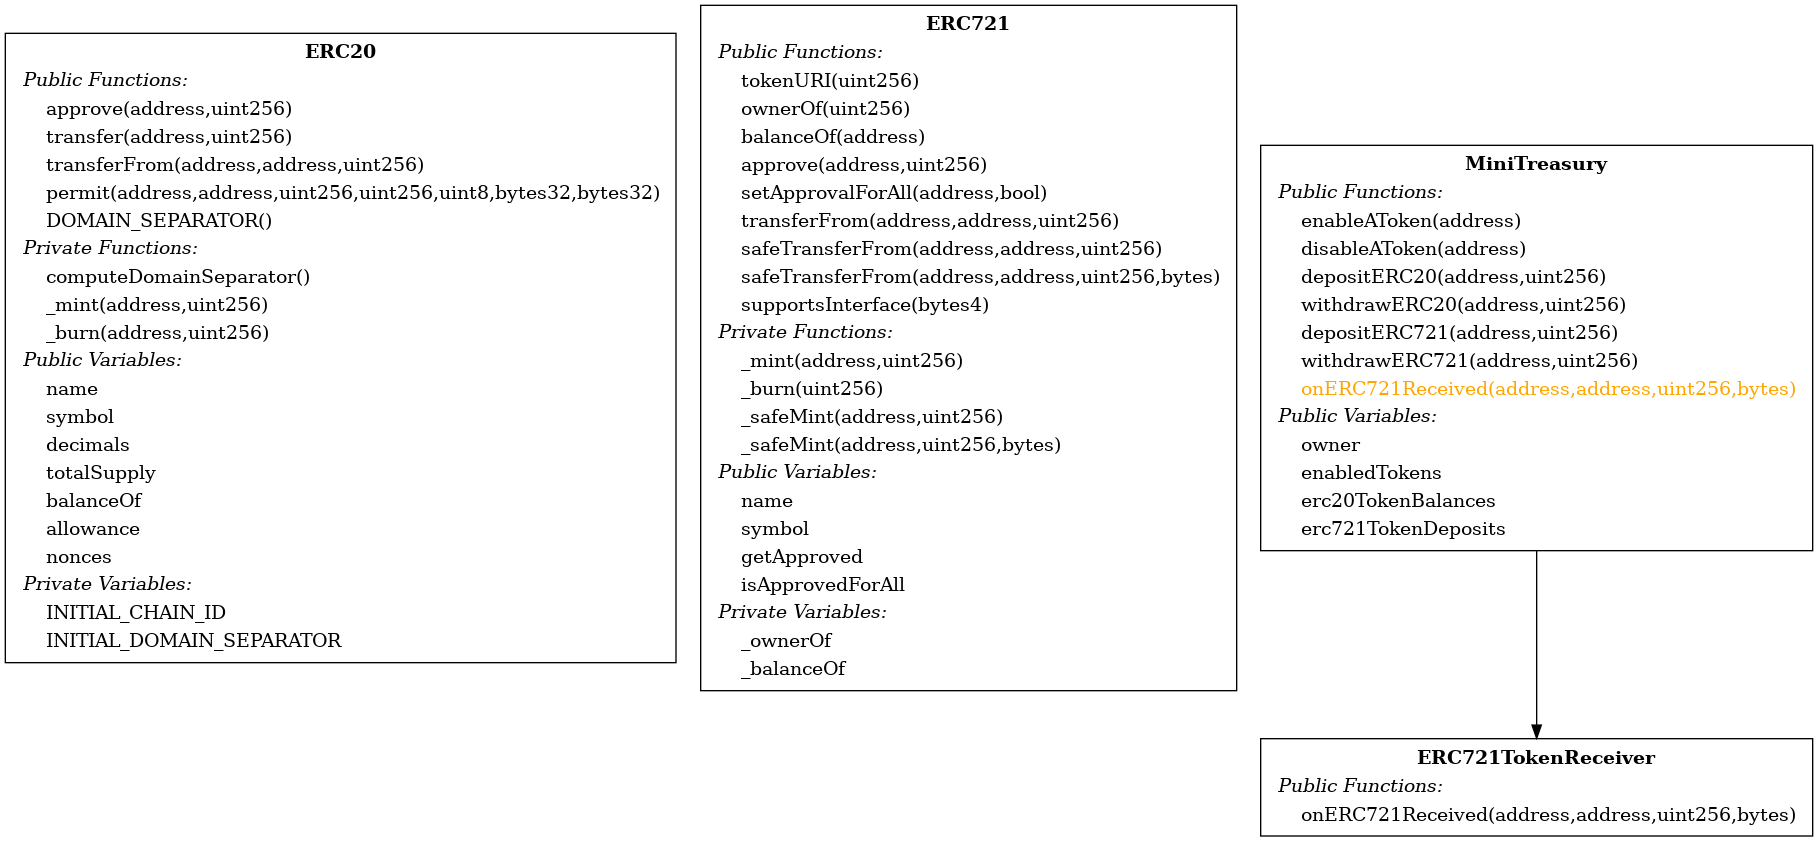 ERC20
Public Functions:
approve(address,uint256)
transfer(address,uint256)
transferFrom(address,address,uint256)
permit(address,address,uint256,uint256,uint8,bytes32,bytes32)
DOMAIN_SEPARATOR()
Private Functions:
computeDomainSeparator()
_mint(address,uint256)
_burn(address,uint256)
Public Variables:
name
symbol
decimals
totalSupply
balanceOf
allowance
nonces
Private Variables:
INITIAL_CHAIN_ID
INITIAL_DOMAIN_SEPARATOR
ERC721
Public Functions:
tokenURI(uint256)
ownerOf(uint256)
balanceOf(address)
approve(address,uint256)
setApprovalForAll(address,bool)
transferFrom(address,address,uint256)
safeTransferFrom(address,address,uint256)
safeTransferFrom(address,address,uint256,bytes)
supportsInterface(bytes4)
Private Functions:
_mint(address,uint256)
_burn(uint256)
_safeMint(address,uint256)
_safeMint(address,uint256,bytes)
Public Variables:
name
symbol
getApproved
isApprovedForAll
Private Variables:
_ownerOf
_balanceOf
MiniTreasury
Public Functions:
enableAToken(address)
disableAToken(address)
depositERC20(address,uint256)
withdrawERC20(address,uint256)
depositERC721(address,uint256)
withdrawERC721(address,uint256)
onERC721Received(address,address,uint256,bytes)
Public Variables:
owner
enabledTokens
erc20TokenBalances
erc721TokenDeposits
ERC721TokenReceiver
Public Functions:
onERC721Received(address,address,uint256,bytes)